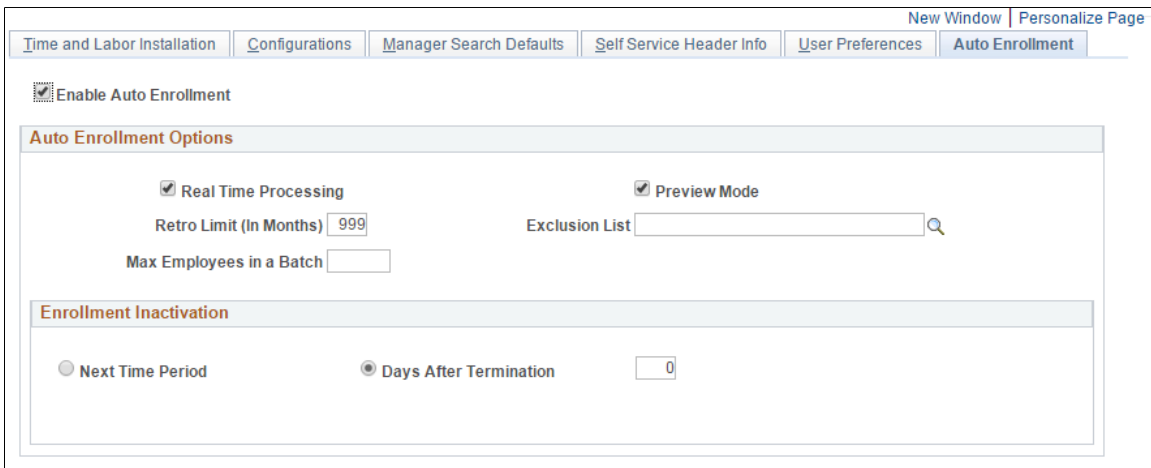 New Window | Personalize Page
Time and Labor Installation Configurations Manager Search Defaults Self Service Header Info User Preferences Auto Enrollment
Enable Auto Enrollment
Auto Enrollment Options
Real Time Processing Preview Mode
Retro Limit (In Months) 999 Exclusion List
Max Employees in a Batch
Enrollment Inactivation
Next Time Period Days After Termination 0